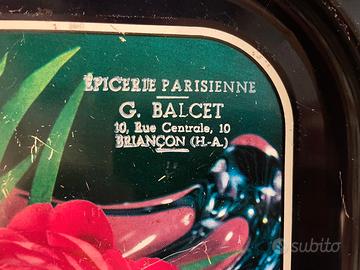 ÉPICERIE PARISIENNE
G. BALCET
10, Rue Centrale, 10
BRIANÇON (H.-A.)
subito